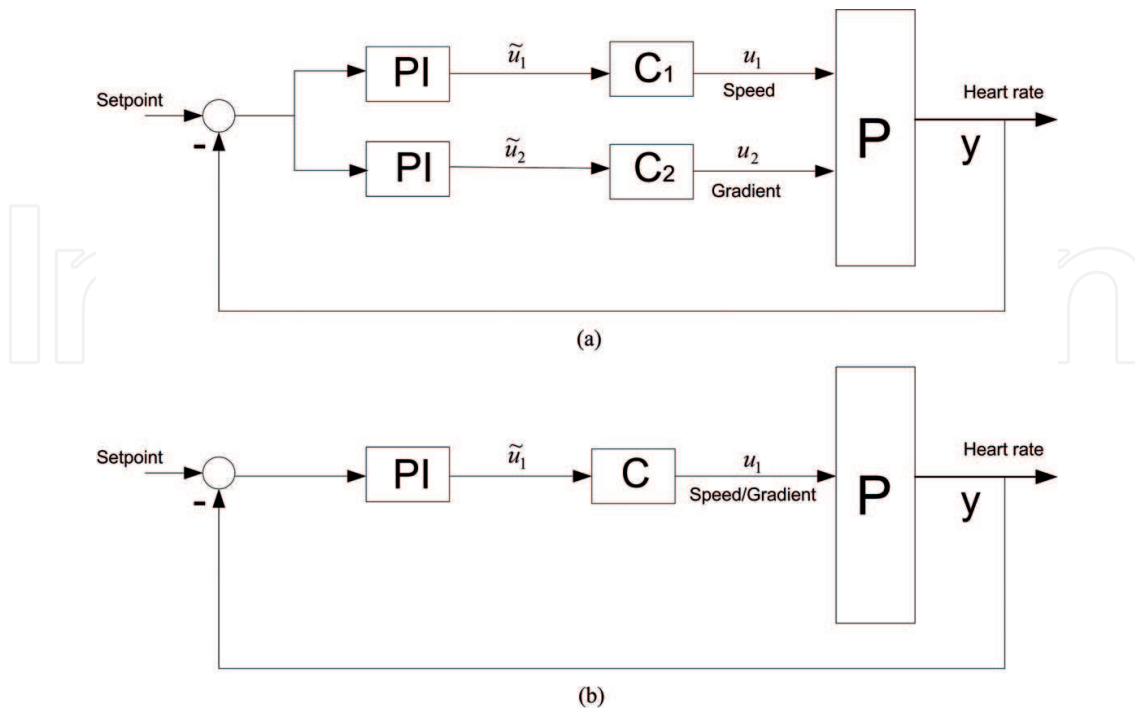 PI
ũ₁
C₁
u₁
Speed
Setpoint
-
P
Heart rate
y
PI
ũ₂
C₂
u₂
Gradient
(a)
Setpoint
-
PI
ũ₁
C
u₁
Speed/Gradient
P
Heart rate
y
(b)